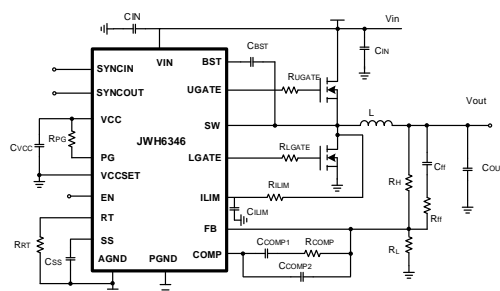 CIN
Vin
VIN
BST
CBST
CIN
SYNCIN
UGATE
RUGATE
SYNCOUT
Vout
VCC
SW
L
JWH6346
CVCC
RPG
LGATE
RLGATE
PG
VCCSET
RH
Cff
COU
EN
ILIM
RILIM
CILIM
Rff
RT
FB
RRT
SS
CCOMP1
RCOMP
RL
CSS
COMP
CCOMP2
AGND
PGND